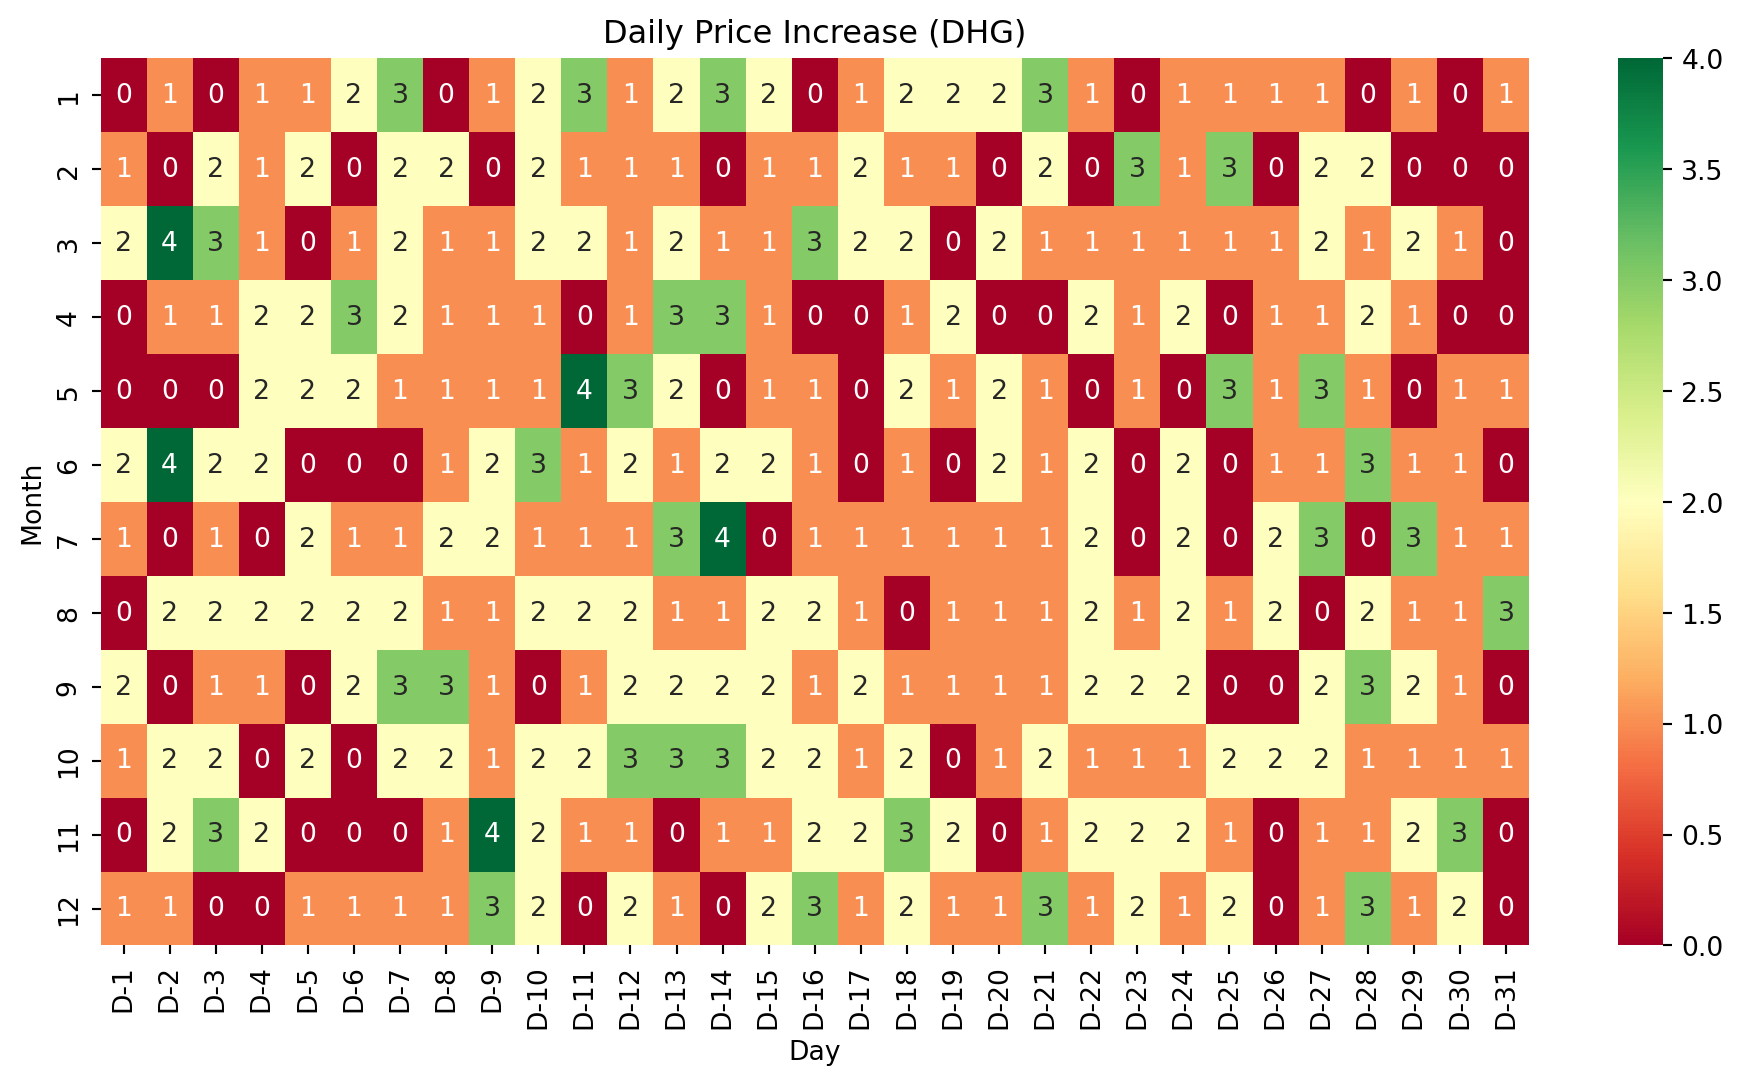 Daily Price Increase (DHG)
1 0 1 0 1 1 2 3 0 1 2 3 1 2 3 2 0 1 2 2 2 3 1 0 1 1 1 1 0 1 0 1
2 1 0 2 1 2 0 2 2 0 2 1 1 1 0 1 1 2 1 1 0 2 0 3 1 3 0 2 2 0 0 0
3 2 4 3 1 0 1 2 1 1 2 2 1 2 1 1 3 2 2 0 2 1 1 1 1 1 1 2 1 2 1 0
4 0 1 1 2 2 3 2 1 1 1 0 1 3 3 1 0 0 1 2 0 0 2 1 2 0 1 1 2 1 0 0
5 0 0 0 2 2 2 1 1 1 1 4 3 2 0 1 1 0 2 1 2 1 0 1 0 3 1 3 1 0 1 1
6 2 4 2 2 0 0 0 1 2 3 1 2 1 2 2 1 0 1 0 2 1 2 0 2 0 1 1 3 1 1 0
7 1 0 1 0 2 1 1 2 2 1 1 1 3 4 0 1 1 1 1 1 1 2 0 2 0 2 3 0 3 1 1
8 0 2 2 2 2 2 2 1 1 2 2 2 1 1 2 2 1 0 1 1 1 2 1 2 1 2 0 2 1 1 3
9 2 0 1 1 0 2 3 3 1 0 1 2 2 2 2 1 2 1 1 1 1 2 2 2 0 0 2 3 2 1 0
10 1 2 2 0 2 0 2 2 1 2 2 3 3 3 2 2 1 2 0 1 2 1 1 1 2 2 2 1 1 1 1
11 0 2 3 2 0 0 0 1 4 2 1 1 0 1 1 2 2 3 2 0 1 2 2 2 1 0 1 1 2 3 0
12 1 1 0 0 1 1 1 1 3 2 0 2 1 0 2 3 1 2 1 1 3 1 2 1 2 0 1 3 1 2 0
Month
D-1 D-2 D-3 D-4 D-5 D-6 D-7 D-8 D-9 D-10 D-11 D-12 D-13 D-14 D-15 D-16 D-17 D-18 D-19 D-20 D-21 D-22 D-23 D-24 D-25 D-26 D-27 D-28 D-29 D-30 D-31
Day
4.0
3.5
3.0
2.5
2.0
1.5
1.0
0.5
0.0